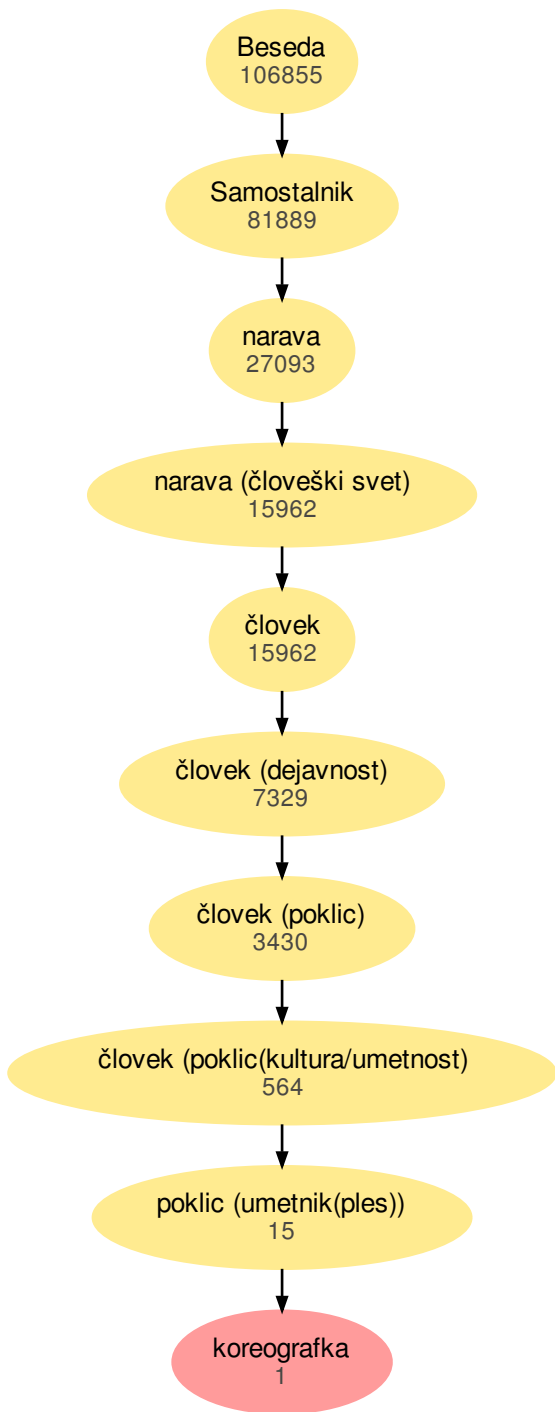 Beseda
106855
Samostalnik
81889
narava
27093
narava (človeški svet)
15962
človek
15962
človek (dejavnost)
7329
človek (poklic)
3430
človek (poklic(kultura/umetnost)
564
poklic (umetnik(ples))
15
koreografka
1